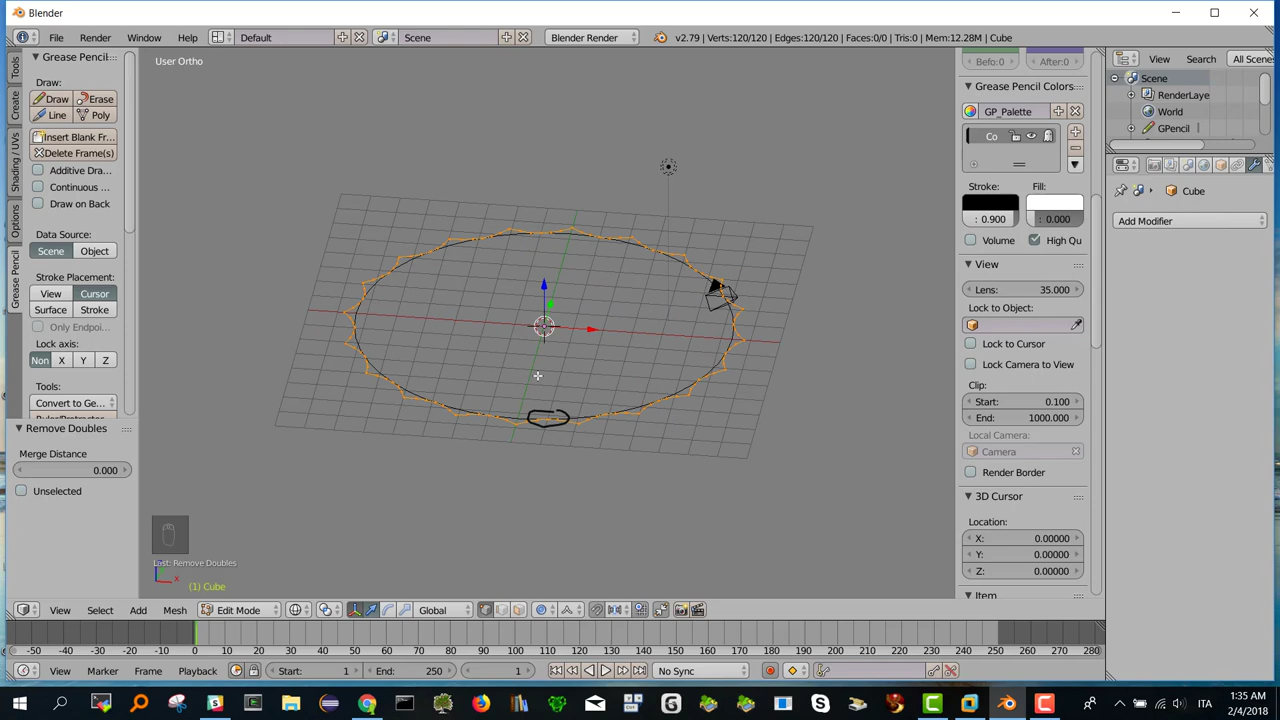 Blender
File Render Window Help Default Scene Blender Render v2.79 | Verts:120/120 | Edges:120/120 | Faces:0/0 | Tris:0 | Mem:12.28M | Cube
Grease Pencil
User Ortho
Befo:0 After:0
View Search All Scene
Tools
Create
Shading / UVs
Options
Grease Pencil
Draw:
Draw Erase
Line Poly
Insert Blank Fr...
Delete Frame(s)
Additive Dra...
Continuous ...
Draw on Back
Data Source:
Scene Object
Stroke Placement:
View Cursor
Surface Stroke
Only Endpoi...
Lock axis:
Non X Y Z
Tools:
Convert to Ge...
Ruler/Protractor
Remove Doubles
Merge Distance
0.000
Unselected
Last: Remove Doubles
x
(1) Cube
Grease Pencil Colors
GP_Palette
Co
Stroke: Fill:
: 0.900 : 0.000
Volume High Qu
View
Lens: 35.000
Lock to Object:
Lock to Cursor
Lock Camera to View
Clip:
Start: 0.100
End: 1000.000
Local Camera:
Camera
Render Border
3D Cursor
Location:
X: 0.00000
Y: 0.00000
Z: 0.00000
Item
Scene
RenderLaye
World
GPencil
Cube
Add Modifier
View Select Add Mesh Edit Mode Global
-50 -40 -30 -20 -10 0 10 20 30 40 50 60 70 80 90 100 110 120 130 140 150 160 170 180 190 200 210 220 230 240 250 260 270 280
View Marker Frame Playback Start: 1 End: 250 1 No Sync
ITA
1:35 AM
2/4/2018